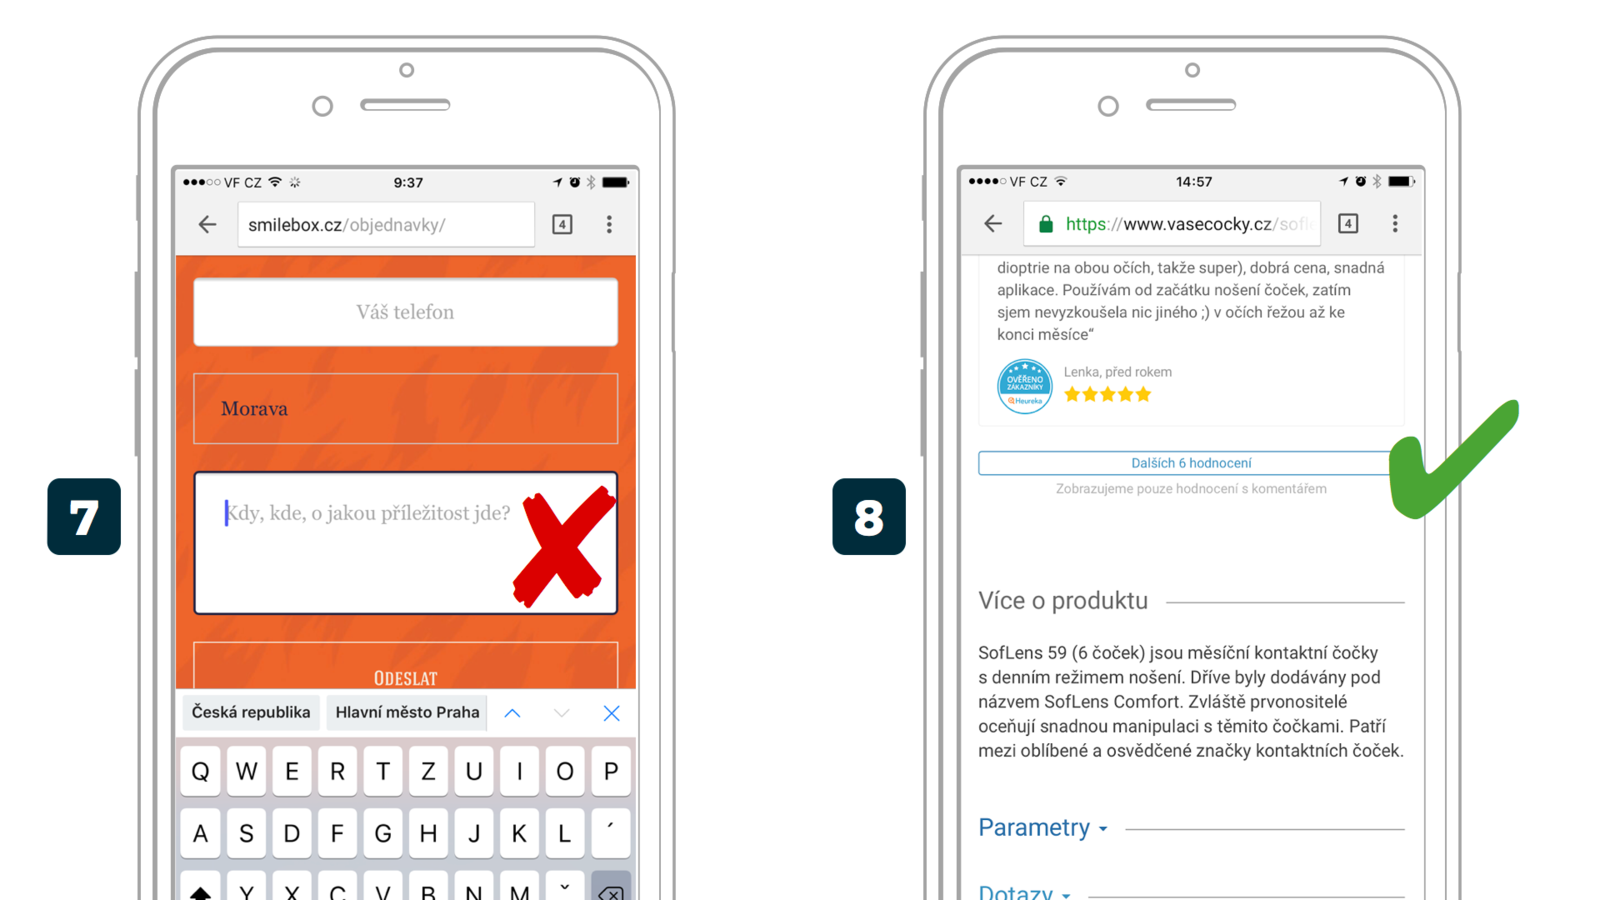 7
VF CZ
9:37
smilebox.cz/objednavky/
4
Váš telefon
Morava
Kdy, kde, o jakou příležitost jde?
ODESLAT
Česká republika
Hlavní město Praha
Q W E R T Z U I O P
A S D F G H J K L ´
Y X C V B N M ˇ
8
VF CZ
14:57
https://www.vasecocky.cz/sofle
4
dioptrie na obou očích, takže super), dobrá cena, snadná
aplikace. Používám od začátku nošení čoček, zatím
sjem nevyzkoušela nic jiného ;) v očích řežou až ke
konci měsíce“
OVĚŘENO
ZÁKAZNÍKY
Heureka
Lenka, před rokem
Dalších 6 hodnocení
Zobrazujeme pouze hodnocení s komentářem
Více o produktu
SofLens 59 (6 čoček) jsou měsíční kontaktní čočky
s denním režimem nošení. Dříve byly dodávány pod
názvem SofLens Comfort. Zvláště prvonositelé
oceňují snadnou manipulaci s těmito čočkami. Patří
mezi oblíbené a osvědčené značky kontaktních čoček.
Parametry
Dotazy